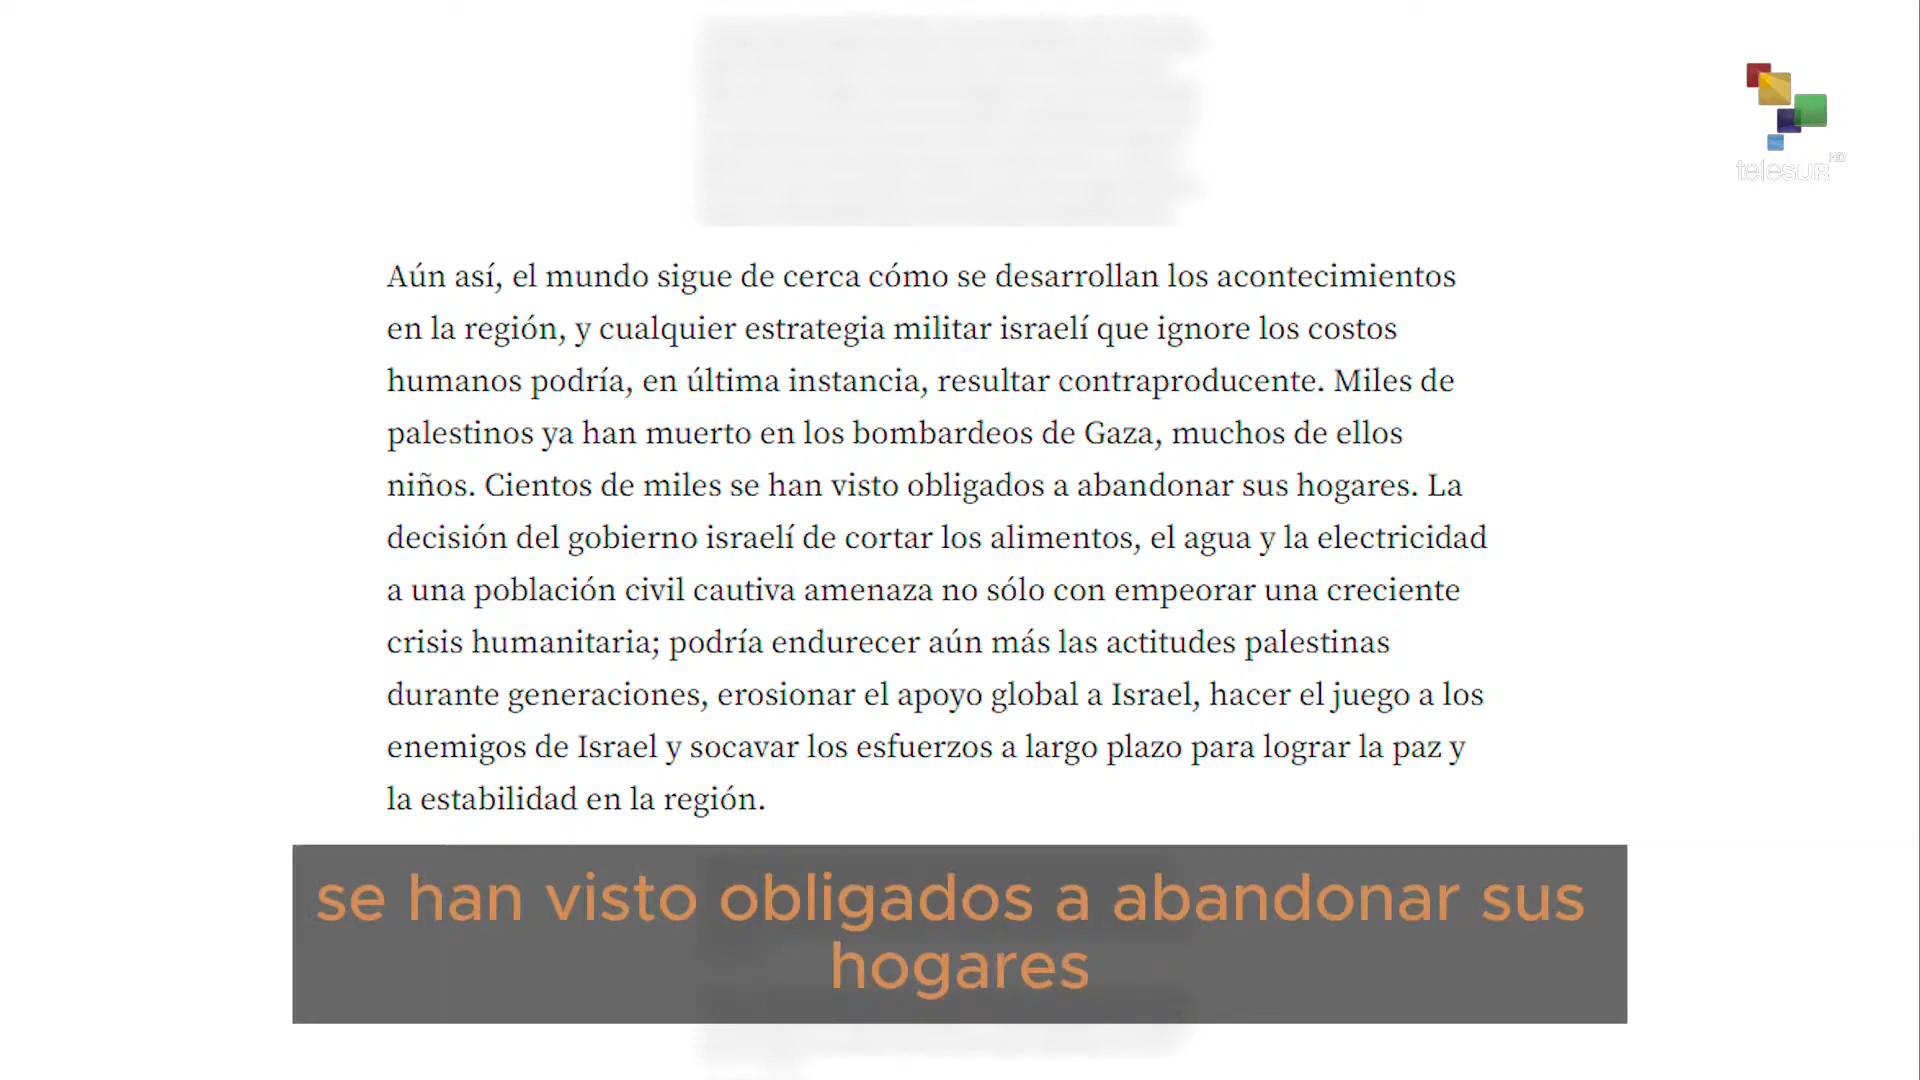 telesur HD
Aún así, el mundo sigue de cerca cómo se desarrollan los acontecimientos
en la región, y cualquier estrategia militar israelí que ignore los costos
humanos podría, en última instancia, resultar contraproducente. Miles de
palestinos ya han muerto en los bombardeos de Gaza, muchos de ellos
niños. Cientos de miles se han visto obligados a abandonar sus hogares. La
decisión del gobierno israelí de cortar los alimentos, el agua y la electricidad
a una población civil cautiva amenaza no sólo con empeorar una creciente
crisis humanitaria; podría endurecer aún más las actitudes palestinas
durante generaciones, erosionar el apoyo global a Israel, hacer el juego a los
enemigos de Israel y socavar los esfuerzos a largo plazo para lograr la paz y
la estabilidad en la región.
se han visto obligados a abandonar sus
hogares